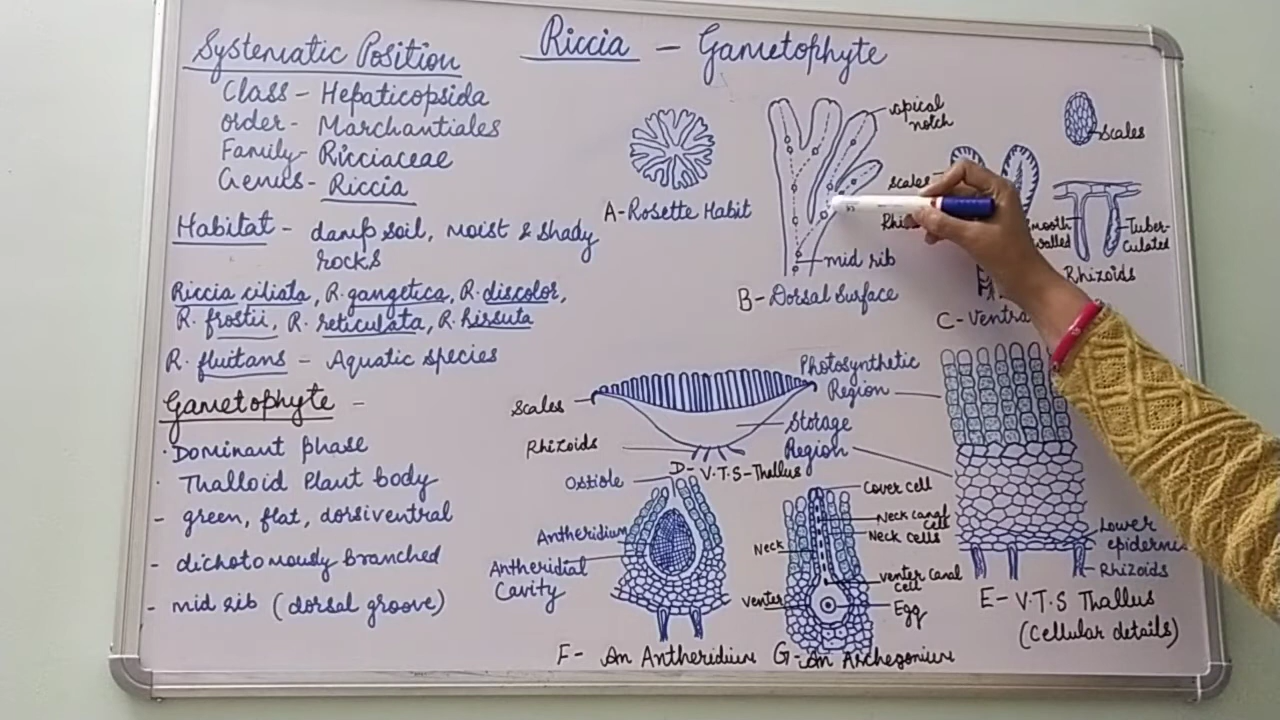 Riccia – Gametophyte
Systematic Position
Class – Hepaticopsida
Order – Marchantiales
Family – Ricciaceae
Genus – Riccia
Habitat – damp soil, moist & shady
rocks
Riccia ciliata, R. gangetica, R. discolor,
R. frostii, R. reticulata, R. hirsuta
R. fluitans – Aquatic species
Gametophyte –
· Dominant phase
· Thalloid Plant body
- green, flat, dorsiventral
- dichotomously branched
- mid rib (dorsal groove)
A-Rosette Habit
apical
notch
mid rib
B-Dorsal Surface
Scales
Scales
Tuber-
culated
Rhizoids
Scales
Rhizoids
Photosynthetic
Region
Storage
Region
D- V.T.S-Thallus
Ostiole
Antheridium
Antheridial
Cavity
F- An Antheridium
Cover cell
Neck canal
cell
Neck cells
Neck
Venter canal
cell
Venter
Egg
G-An Archegonium
Lower
Rhizoids
E- V.T.S Thallus
(Cellular details)